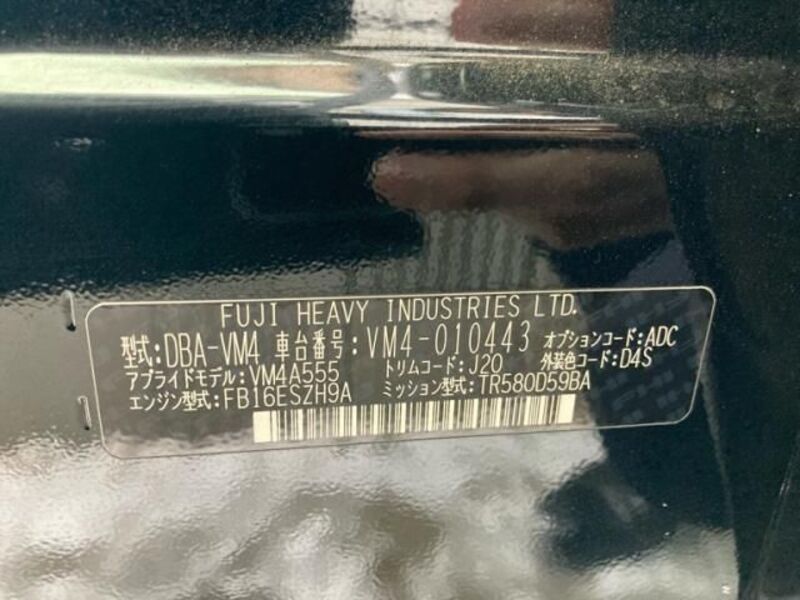 FUJI HEAVY INDUSTRIES LTD.
型式:DBA-VM4 車台番号:VM4-010443 オプションコード:ADC
アプライドモデル:VM4A555 トリムコード:J20 外装色コード:D4S
エンジン型式:FB16ESZH9A ミッション型式:TR580D59BA